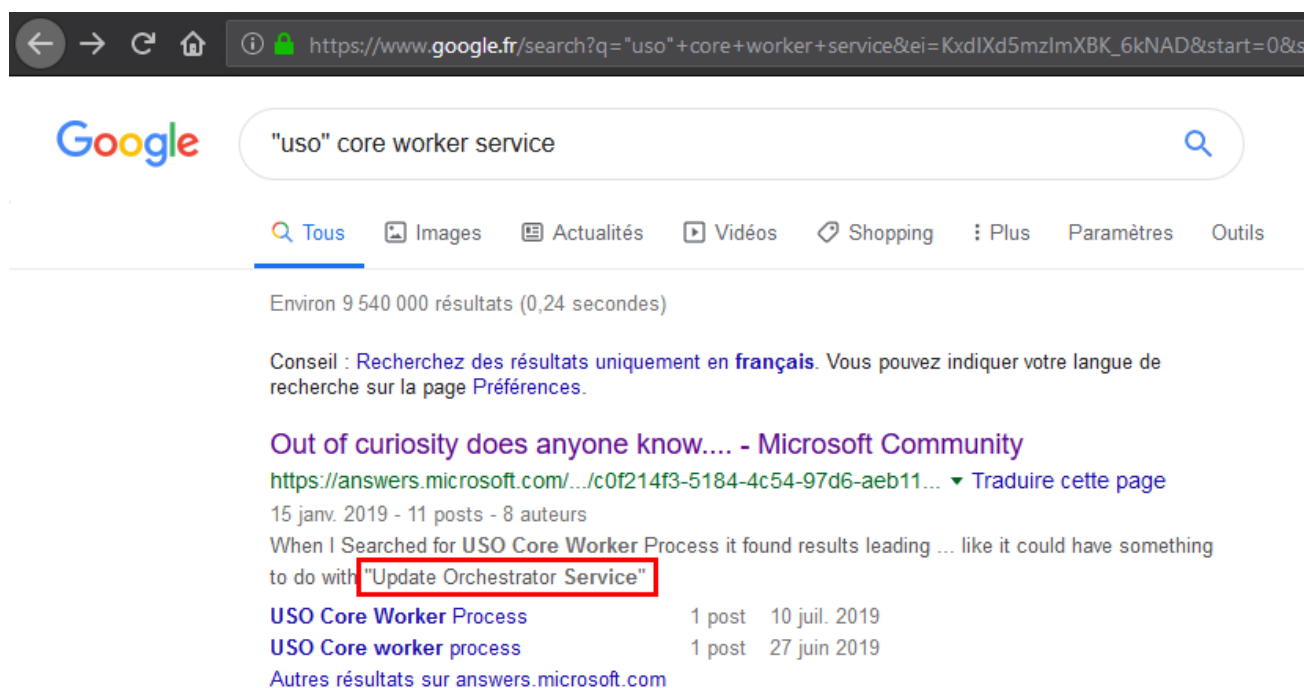 https://www.google.fr/search?q="uso"+core+worker+service&ei=KxdIXd5mzImXBK_6kNAD&start=0&s
Google
"uso" core worker service
Tous Images Actualités Vidéos Shopping Plus Paramètres Outils
Environ 9 540 000 résultats (0,24 secondes)
Conseil : Recherchez des résultats uniquement en français. Vous pouvez indiquer votre langue de
recherche sur la page Préférences.
Out of curiosity does anyone know.... - Microsoft Community
https://answers.microsoft.com/.../c0f214f3-5184-4c54-97d6-aeb11... Traduire cette page
15 janv. 2019 - 11 posts - 8 auteurs
When I Searched for USO Core Worker Process it found results leading ... like it could have something
to do with "Update Orchestrator Service"
USO Core Worker Process 1 post 10 juil. 2019
USO Core worker process 1 post 27 juin 2019
Autres résultats sur answers.microsoft.com